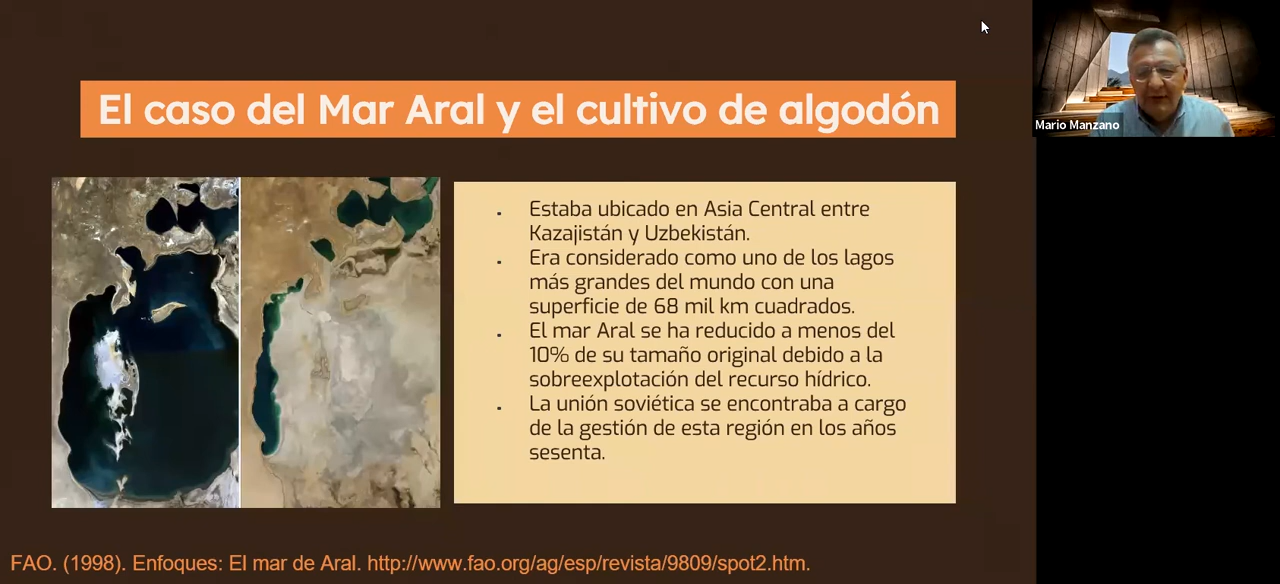 El caso del Mar Aral y el cultivo de algodón
Mario Manzano
. Estaba ubicado en Asia Central entre
Kazajistán y Uzbekistán.
. Era considerado como uno de los lagos
más grandes del mundo con una
superficie de 68 mil km cuadrados.
. El mar Aral se ha reducido a menos del
10% de su tamaño original debido a la
sobreexplotación del recurso hídrico.
. La unión soviética se encontraba a cargo
de la gestión de esta región en los años
sesenta.
FAO. (1998). Enfoques: El mar de Aral. http://www.fao.org/ag/esp/revista/9809/spot2.htm.